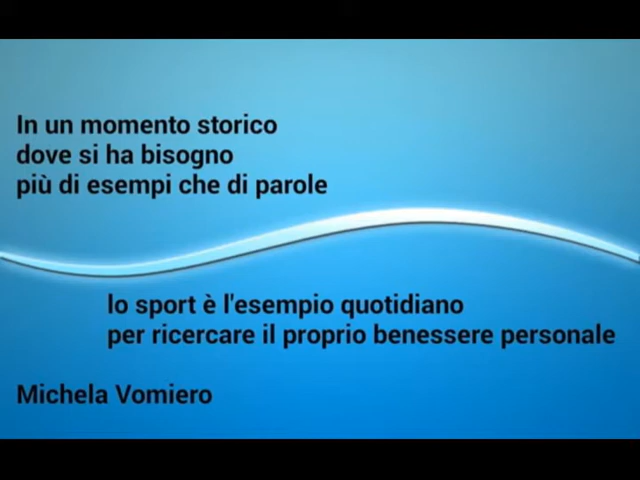 In un momento storico
dove si ha bisogno
più di esempi che di parole
lo sport è l'esempio quotidiano
per ricercare il proprio benessere personale
Michela Vomiero